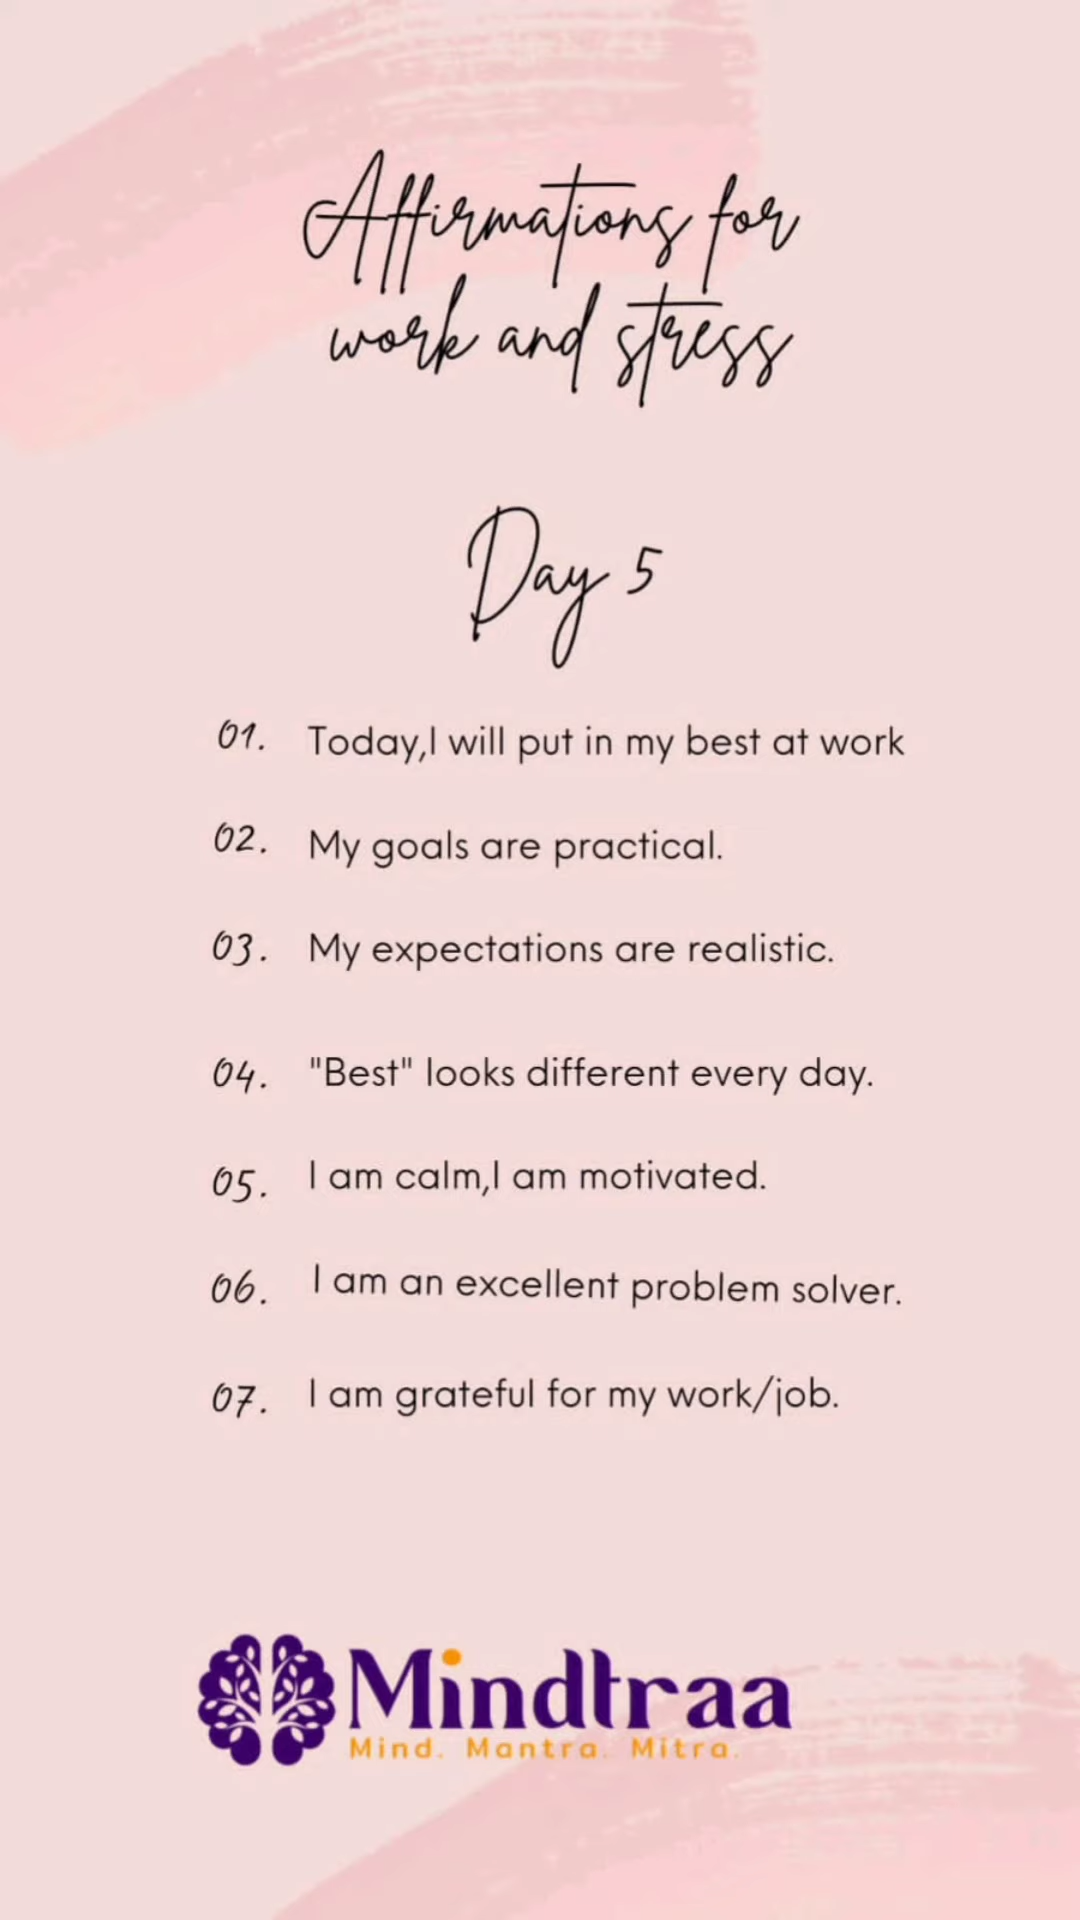 Affirmations for
work and stress
Day 5
01. Today,I will put in my best at work
02. My goals are practical.
03. My expectations are realistic.
04. "Best" looks different every day.
05. I am calm,I am motivated.
06. I am an excellent problem solver.
07. I am grateful for my work/job.
Mindtraa
Mind. Mantra. Mitra.